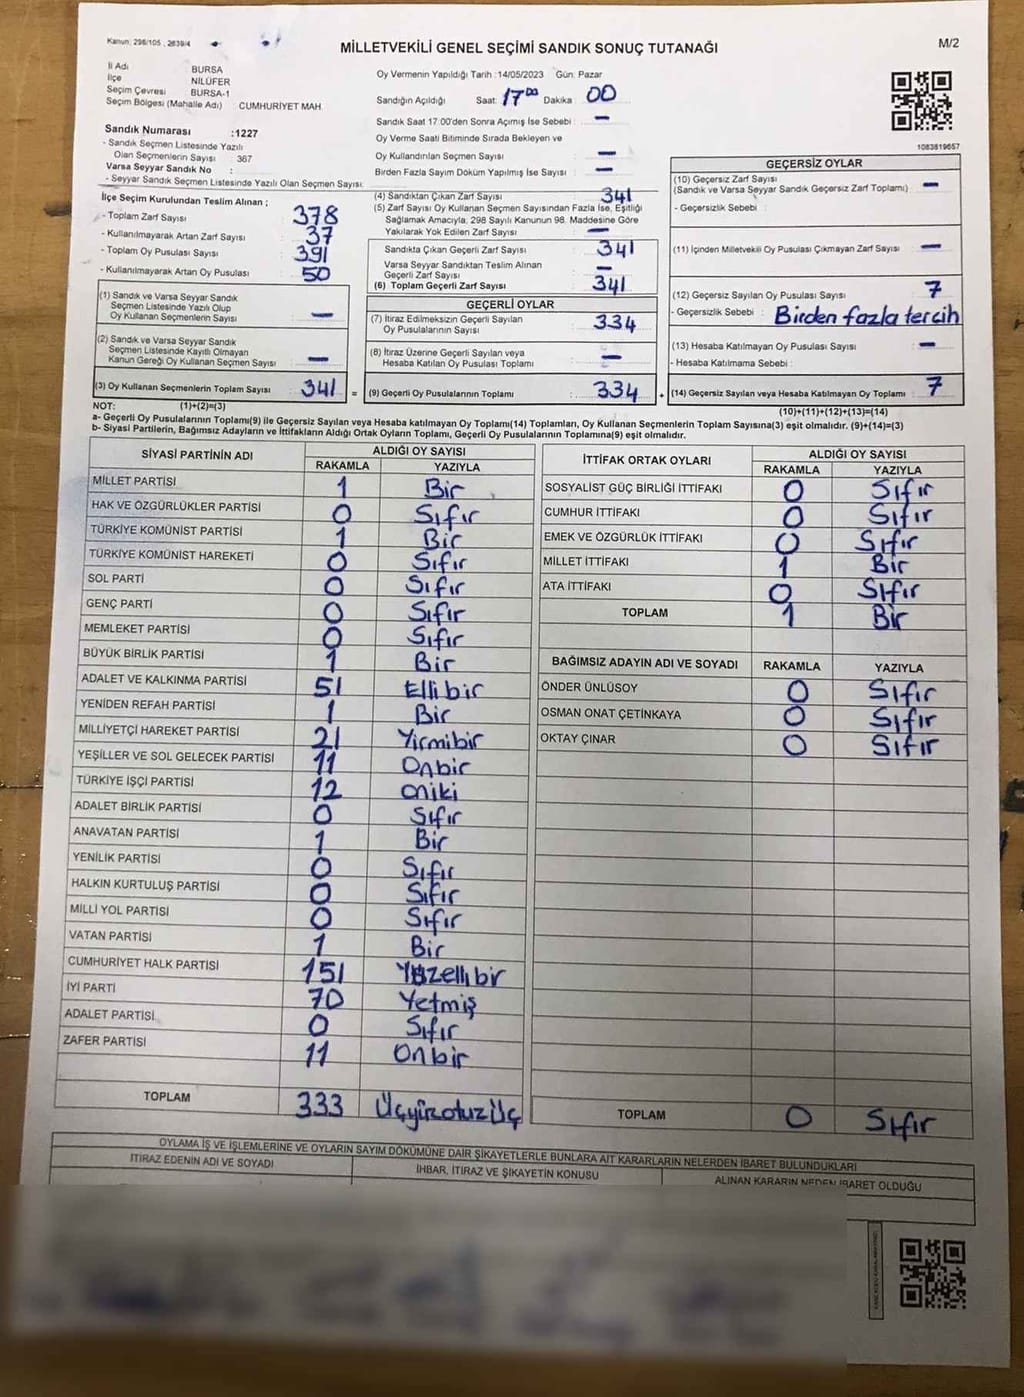 Kanun: 298/105 , 2839/4
MİLLETVEKİLİ GENEL SEÇİMİ SANDIK SONUÇ TUTANAĞI
M/2
İl Adı BURSA
İlçe NİLÜFER
Seçim Çevresi BURSA-1
Seçim Bölgesi (Mahalle Adı) CUMHURİYET MAH.
Oy Vermenin Yapıldığı Tarih :14/05/2023 Gün: Pazar
Sandığın Açıldığı Saat: 17⁰⁰ Dakika : 00
Sandık Saat 17:00'den Sonra Açımış İse Sebebi : –
Oy Verme Saati Bitiminde Sırada Bekleyen ve
Oy Kullandırılan Seçmen Sayısı : –
Birden Fazla Sayım Döküm Yapılmış İse Sayısı : –
1083819657
Sandık Numarası :1227
- Sandık Seçmen Listesinde Yazılı
Olan Seçmenlerin Sayısı : 367
Varsa Seyyar Sandık No :
- Seyyar Sandık Seçmen Listesinde Yazılı Olan Seçmen Sayısı:
İlçe Seçim Kurulundan Teslim Alınan ;
- Toplam Zarf Sayısı : 378
- Kullanılmayarak Artan Zarf Sayısı : 37
- Toplam Oy Pusulası Sayısı : 391
- Kullanılmayarak Artan Oy Pusulası : 50
(1) Sandık ve Varsa Seyyar Sandık
Seçmen Listesinde Yazılı Olup
Oy Kullanan Seçmenlerin Sayısı : –
(2) Sandık ve Varsa Seyyar Sandık
Seçmen Listesinde Kayıtlı Olmayan
Kanun Gereği Oy Kullanan Seçmen Sayısı : –
(3) Oy Kullanan Seçmenlerin Toplam Sayısı : 341 =
(4) Sandıktan Çıkan Zarf Sayısı : 341
(5) Zarf Sayısı Oy Kullanan Seçmen Sayısından Fazla İse, Eşitliği
Sağlamak Amacıyla, 298 Sayılı Kanunun 98. Maddesine Göre
Yakılarak Yok Edilen Zarf Sayısı : –
Sandıkta Çıkan Geçerli Zarf Sayısı : 341
Varsa Seyyar Sandıktan Teslim Alınan
Geçerli Zarf Sayısı : –
(6) Toplam Geçerli Zarf Sayısı : 341
GEÇERLİ OYLAR
(7) İtiraz Edilmeksizin Geçerli Sayılan
Oy Pusulalarının Sayısı : 334
(8) İtiraz Üzerine Geçerli Sayılan veya
Hesaba Katılan Oy Pusulaları Toplamı : –
(9) Geçerli Oy Pusulalarının Toplamı : 334 +
GEÇERSİZ OYLAR
(10) Geçersiz Zarf Sayısı
(Sandık ve Varsa Seyyar Sandık Geçersiz Zarf Toplamı) : –
- Geçersizlik Sebebi :
(11) İçinden Milletvekili Oy Pusulası Çıkmayan Zarf Sayısı : –
(12) Geçersiz Sayılan Oy Pusulası Sayısı : 7
- Geçersizlik Sebebi : Birden fazla tercih
(13) Hesaba Katılmayan Oy Pusulası Sayısı : –
- Hesaba Katılmama Sebebi :
(14) Geçersiz Sayılan veya Hesaba Katılmayan Oy Toplamı : 7
NOT: (1)+(2)=(3)
(10)+(11)+(12)+(13)=(14)
a- Geçerli Oy Pusulalarının Toplamı(9) ile Geçersiz Sayılan veya Hesaba katılmayan Oy Toplamı(14) Toplamları, Oy Kullanan Seçmenlerin Toplam Sayısına(3) eşit olmalıdır. (9)+(14)=(3)
b- Siyasi Partilerin, Bağımsız Adayların ve İttifakların Aldığı Ortak Oyların Toplamı, Geçerli Oy Pusulalarının Toplamına(9) eşit olmalıdır.
SİYASİ PARTİNİN ADI ALDIĞI OY SAYISI
RAKAMLA YAZIYLA
MİLLET PARTİSİ 1 Bir
HAK VE ÖZGÜRLÜKLER PARTİSİ 0 Sıfır
TÜRKİYE KOMÜNİST PARTİSİ 1 Bir
TÜRKİYE KOMÜNİST HAREKETİ 0 Sıfır
SOL PARTİ 0 Sıfır
GENÇ PARTİ 0 Sıfır
MEMLEKET PARTİSİ 0 Sıfır
BÜYÜK BİRLİK PARTİSİ 1 Bir
ADALET VE KALKINMA PARTİSİ 51 Ellibir
YENİDEN REFAH PARTİSİ 1 Bir
MİLLİYETÇİ HAREKET PARTİSİ 21 Yirmibir
YEŞİLLER VE SOL GELECEK PARTİSİ 11 Onbir
TÜRKİYE İŞÇİ PARTİSİ 12 Oniki
ADALET BİRLİK PARTİSİ 0 Sıfır
ANAVATAN PARTİSİ 1 Bir
YENİLİK PARTİSİ 0 Sıfır
HALKIN KURTULUŞ PARTİSİ 0 Sıfır
MİLLİ YOL PARTİSİ 0 Sıfır
VATAN PARTİSİ 1 Bir
CUMHURİYET HALK PARTİSİ 151 Yüzellibir
İYİ PARTİ 70 Yetmiş
ADALET PARTİSİ 0 Sıfır
ZAFER PARTİSİ 11 Onbir
TOPLAM 333 Üçyüzotuzüç
İTTİFAK ORTAK OYLARI ALDIĞI OY SAYISI
RAKAMLA YAZIYLA
SOSYALİST GÜÇ BİRLİĞİ İTTİFAKI 0 Sıfır
CUMHUR İTTİFAKI 0 Sıfır
EMEK VE ÖZGÜRLÜK İTTİFAKI 0 Sıfır
MİLLET İTTİFAKI 1 Bir
ATA İTTİFAKI 0 Sıfır
TOPLAM 1 Bir
BAĞIMSIZ ADAYIN ADI VE SOYADI RAKAMLA YAZIYLA
ÖNDER ÜNLÜSOY 0 Sıfır
OSMAN ONAT ÇETİNKAYA 0 Sıfır
OKTAY ÇINAR 0 Sıfır
TOPLAM 0 Sıfır
OYLAMA İŞ VE İŞLEMLERİNE VE OYLARIN SAYIM DÖKÜMÜNE DAİR ŞİKAYETLERLE BUNLARA AİT KARARLARIN NELERDEN İBARET BULUNDUKLARI
İTİRAZ EDENİN ADI VE SOYADI İHBAR, İTİRAZ VE ŞİKAYETİN KONUSU ALINAN KARARIN NEDEN İBARET OLDUĞU